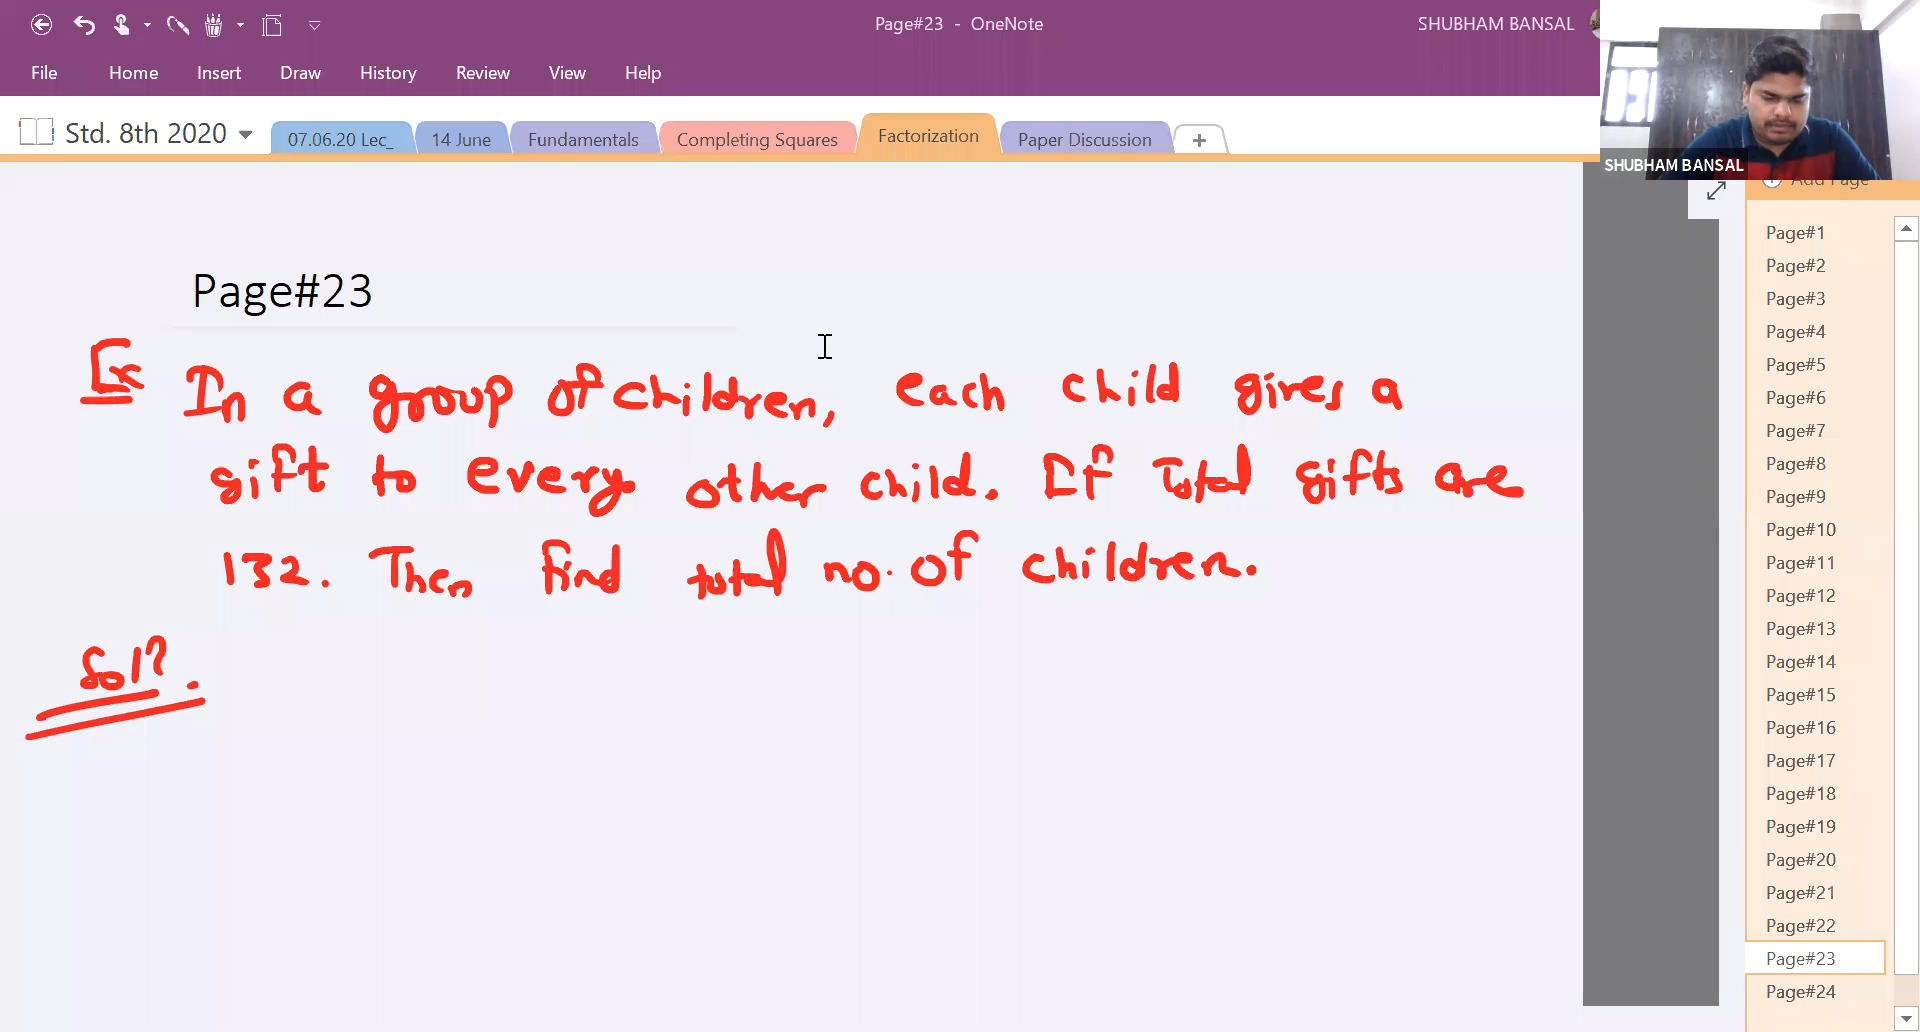 Page#23 - OneNote
SHUBHAM BANSAL
File Home Insert Draw History Review View Help
Std. 8th 2020
07.06.20 Lec_ 14 June Fundamentals Completing Squares Factorization Paper Discussion +
SHUBHAM BANSAL
Add Page
Page#23
Ex In a group of children, each child gives a
gift to every other child. If Total gifts are
132. Then find total no. of children.
Solⁿ.
Page#1
Page#2
Page#3
Page#4
Page#5
Page#6
Page#7
Page#8
Page#9
Page#10
Page#11
Page#12
Page#13
Page#14
Page#15
Page#16
Page#17
Page#18
Page#19
Page#20
Page#21
Page#22
Page#23
Page#24